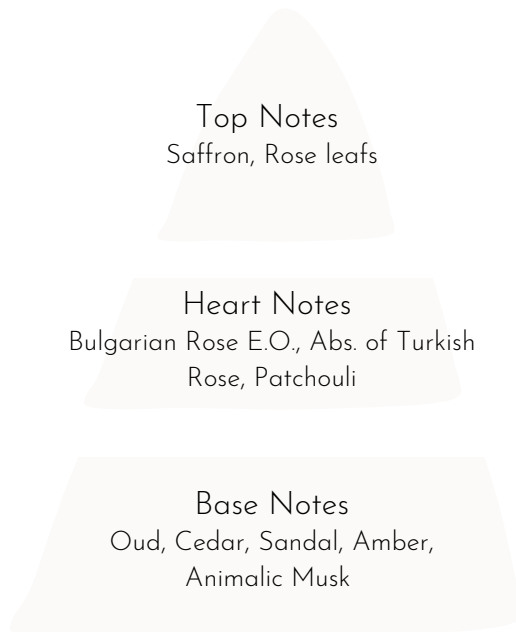 Top Notes
Saffron, Rose leafs
Heart Notes
Bulgarian Rose E.O., Abs. of Turkish
Rose, Patchouli
Base Notes
Oud, Cedar, Sandal, Amber,
Animalic Musk